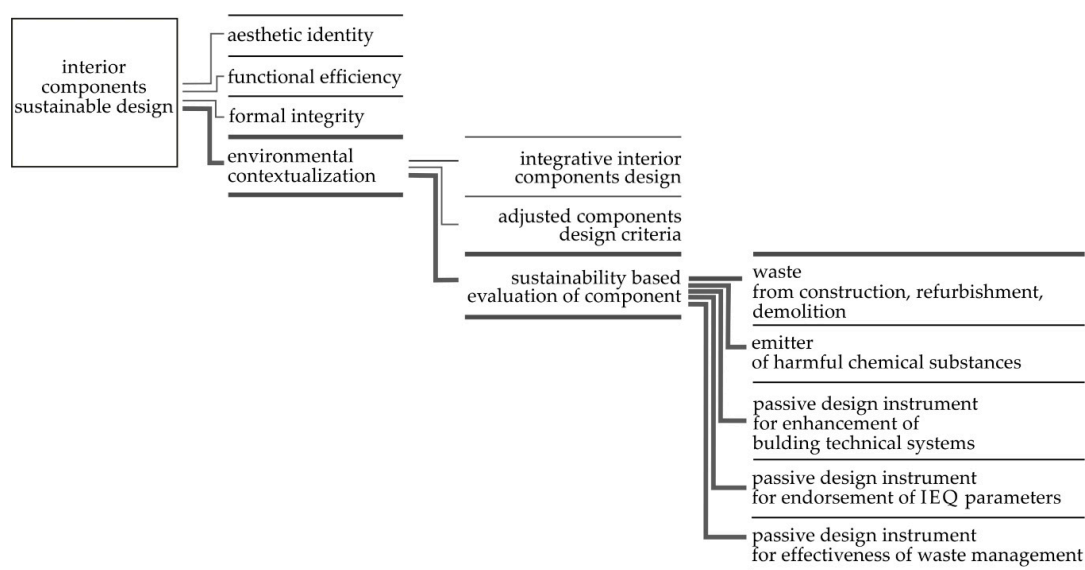 interior
components
sustainable design
aesthetic identity
functional efficiency
formal integrity
environmental
contextualization
integrative interior
components design
adjusted components
design criteria
sustainability based
evaluation of component
waste
from construction, refurbishment,
demolition
emitter
of harmful chemical substances
passive design instrument
for enhancement of
bulding technical systems
passive design instrument
for endorsement of IEQ parameters
passive design instrument
for effectiveness of waste management